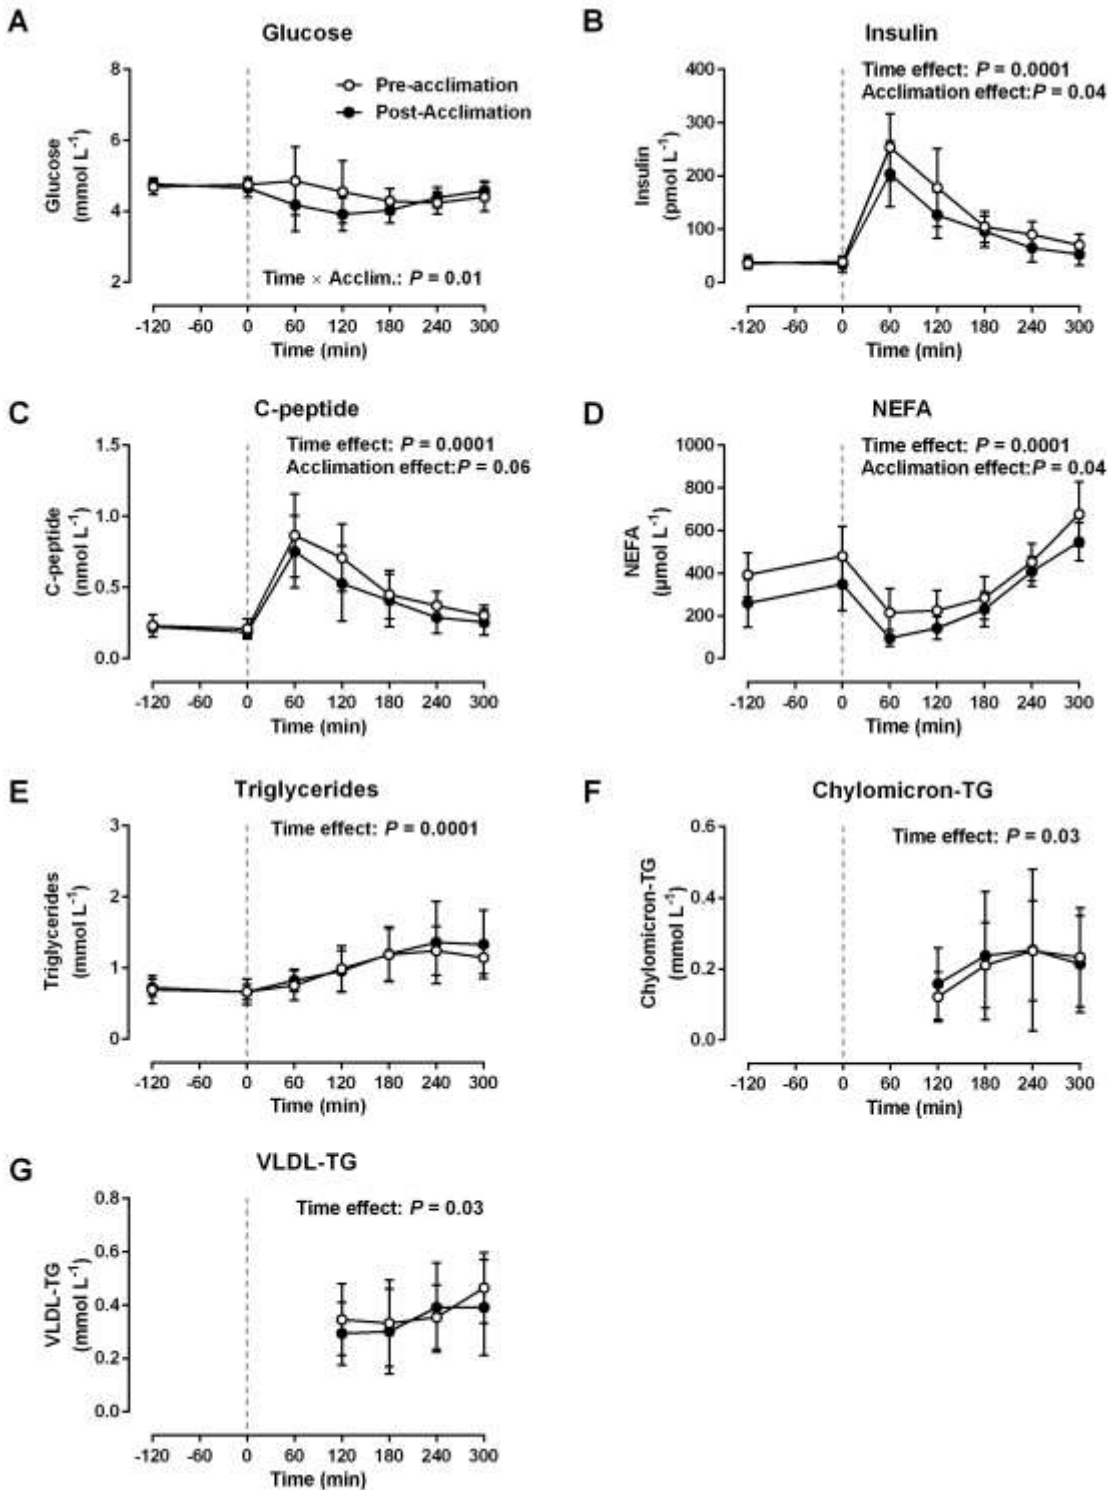 A
Glucose
Pre-acclimation
Post-Acclimation
Glucose
(mmol L⁻¹)
8
6
4
2
Time × Acclim.: P = 0.01
-120 -60 0 60 120 180 240 300
Time (min)
B
Insulin
Time effect: P = 0.0001
Acclimation effect:P = 0.04
Insulin
(pmol L⁻¹)
400
300
200
100
0
-120 -60 0 60 120 180 240 300
Time (min)
C
C-peptide
Time effect: P = 0.0001
Acclimation effect:P = 0.06
C-peptide
(nmol L⁻¹)
1.5
1.0
0.5
0.0
-120 -60 0 60 120 180 240 300
Time (min)
D
NEFA
Time effect: P = 0.0001
Acclimation effect:P = 0.04
NEFA
(µmol L⁻¹)
1000
800
600
400
200
0
-120 -60 0 60 120 180 240 300
Time (min)
E
Triglycerides
Time effect: P = 0.0001
Triglycerides
(mmol L⁻¹)
3
2
1
0
-120 -60 0 60 120 180 240 300
Time (min)
F
Chylomicron-TG
Time effect: P = 0.03
Chylomicron-TG
(mmol L⁻¹)
0.6
0.4
0.2
0.0
-120 -60 0 60 120 180 240 300
Time (min)
G
VLDL-TG
Time effect: P = 0.03
VLDL-TG
(mmol L⁻¹)
0.8
0.6
0.4
0.2
0.0
-120 -60 0 60 120 180 240 300
Time (min)